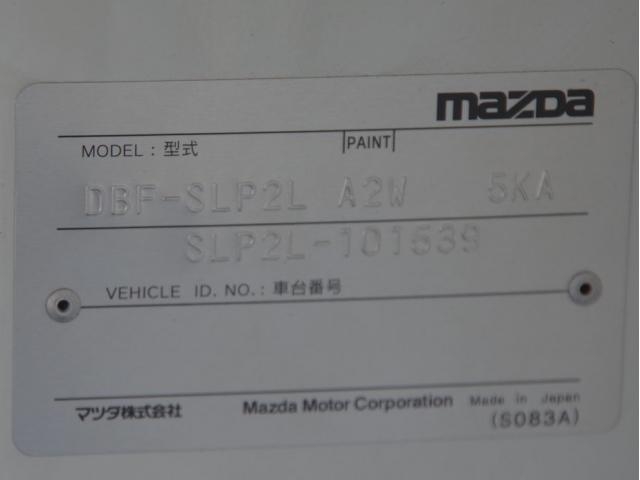 mazda
MODEL : 型式 PAINT
DBF-SLP2L A2W 5KA
SLP2L-101539
VEHICLE ID. NO. : 車台番号
マツダ株式会社 Mazda Motor Corporation Made in Japan
(S083A)